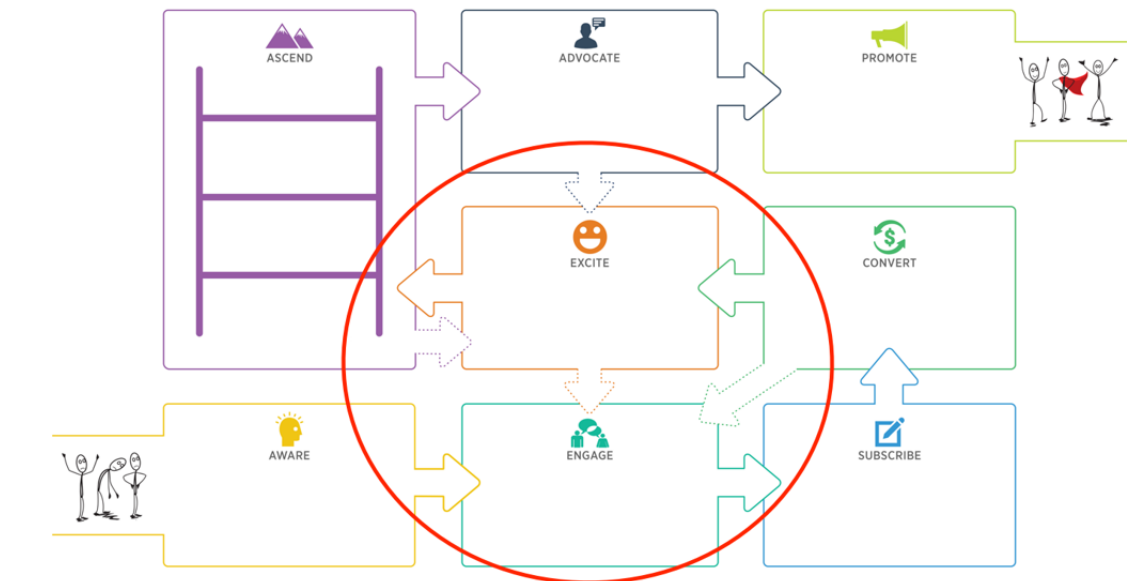 ASCEND
ADVOCATE
PROMOTE
EXCITE
$
CONVERT
AWARE
ENGAGE
SUBSCRIBE